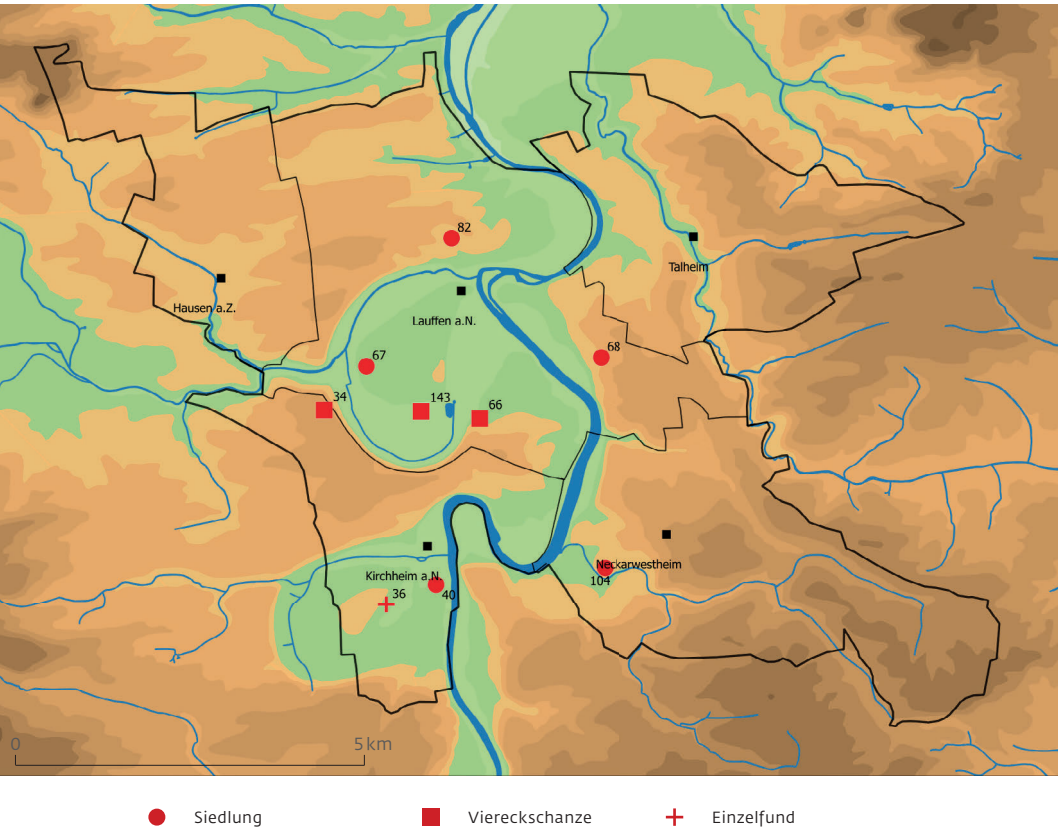 82
Talheim
Hausen a.Z.
Lauffen a.N.
68
67
34
143
66
Neckarwestheim
Kirchheim a.N.
104
36
40
0
5 km
Siedlung
Viereckschanze
Einzelfund